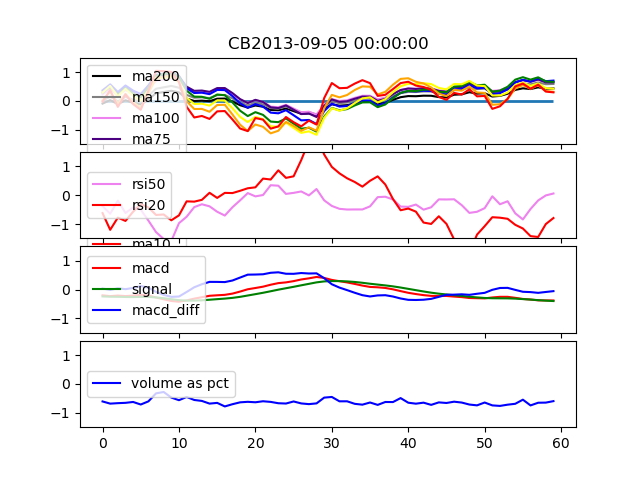 CB2013-09-05 00:00:00
1
0
−1
ma200
ma150
ma100
ma75
1
0
−1
rsi50
rsi20
ma10
1
0
−1
macd
signal
macd_diff
1
0
−1
volume as pct
0 10 20 30 40 50 60